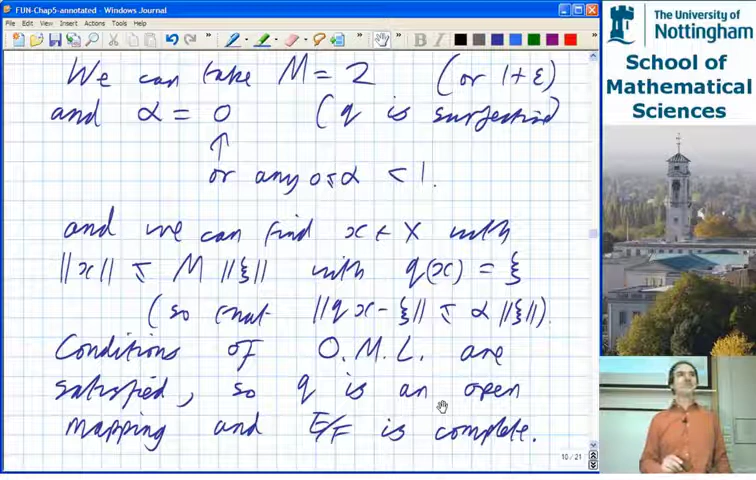 FUN-Chap5-annotated - Windows Journal
File Edit View Insert Actions Tools Help
We can take M = 2 (or 1+ε)
and α = 0 (q is surjective)
↑
or any 0 ≤ α < 1.
and we can find x ∈ X with
||x|| ≤ M ||ξ|| with q(x) = ξ
(so that ||qx - ξ|| ≤ α ||ξ||).
Conditions of O.M.L. are
satisfied, so q is an open
mapping and E/F is complete.
10 / 21
The University of
Nottingham
School of
Mathematical
Sciences